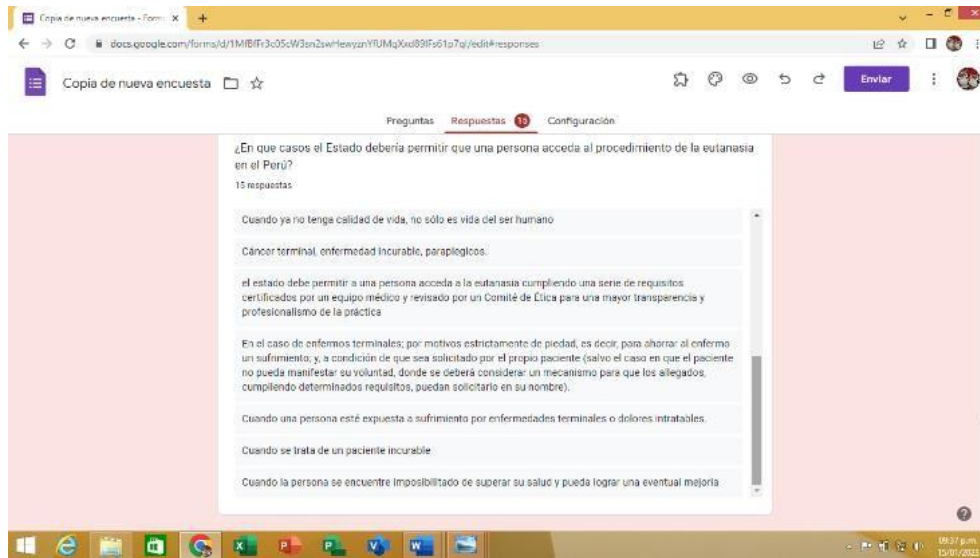 Copia de nueva encuesta - Form
docs.google.com/forms/d/
/edit#responses
Copia de nueva encuesta
Enviar
Preguntas Respuestas 15 Configuración
¿En que casos el Estado debería permitir que una persona acceda al procedimiento de la eutanasia
en el Perú?
15 respuestas
Cuando ya no tenga calidad de vida, no sólo es vida del ser humano
Cáncer terminal, enfermedad incurable, paraplegicos.
el estado debe permitir a una persona acceda a la eutanasia cumpliendo una serie de requisitos
certificados por un equipo médico y revisado por un Comité de Ética para una mayor transparencia y
profesionalismo de la práctica
En el caso de enfermos terminales; por motivos estrictamente de piedad, es decir, para ahorrar al enfermo
un sufrimiento; y, a condición de que sea solicitado por el propio paciente (salvo el caso en que el paciente
no pueda manifestar su voluntad, donde se deberá considerar un mecanismo para que los allegados,
cumpliendo determinados requisitos, puedan solicitarlo en su nombre).
Cuando una persona esté expuesta a sufrimiento por enfermedades terminales o dolores intratables.
Cuando se trata de un paciente incurable
Cuando la persona se encuentre imposibilitado de superar su salud y pueda lograr una eventual mejoria
09:37 p.m.